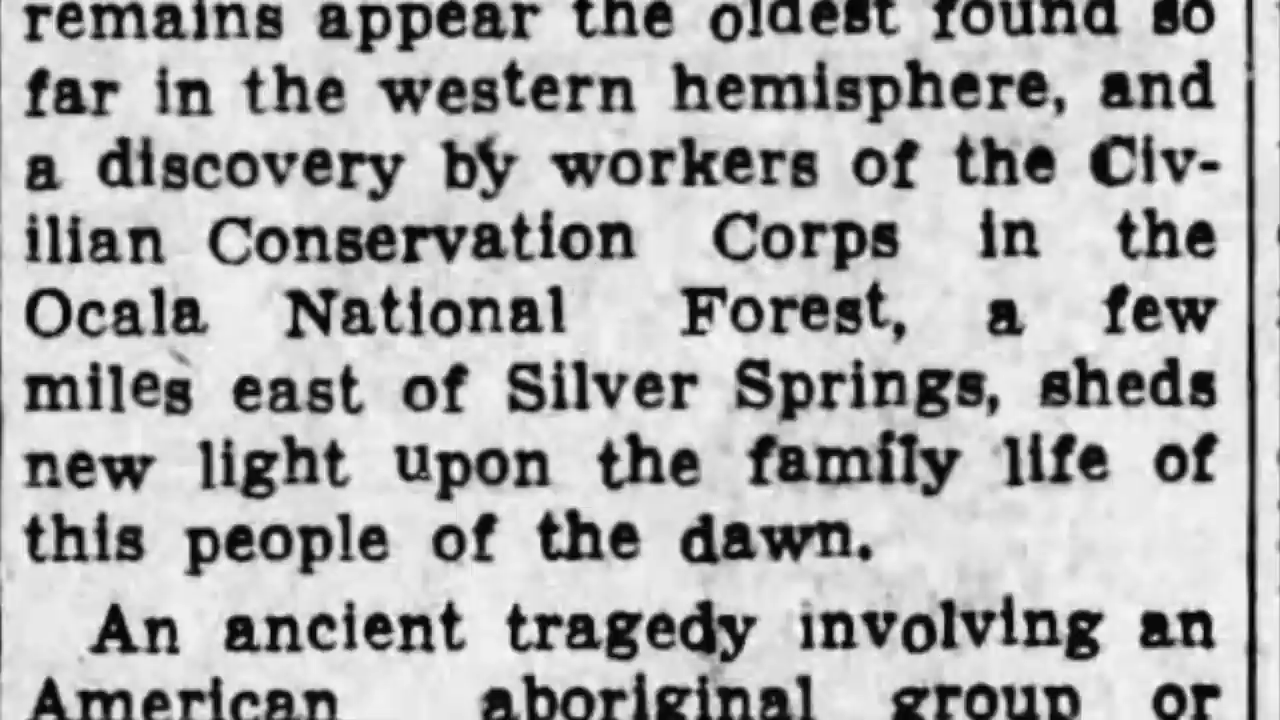 remains appear the oldest found so
far in the western hemisphere, and
a discovery by workers of the Civ-
ilian Conservation Corps in the
Ocala National Forest, a few
miles east of Silver Springs, sheds
new light upon the family life of
this people of the dawn.
An ancient tragedy involving an
American aboriginal group or